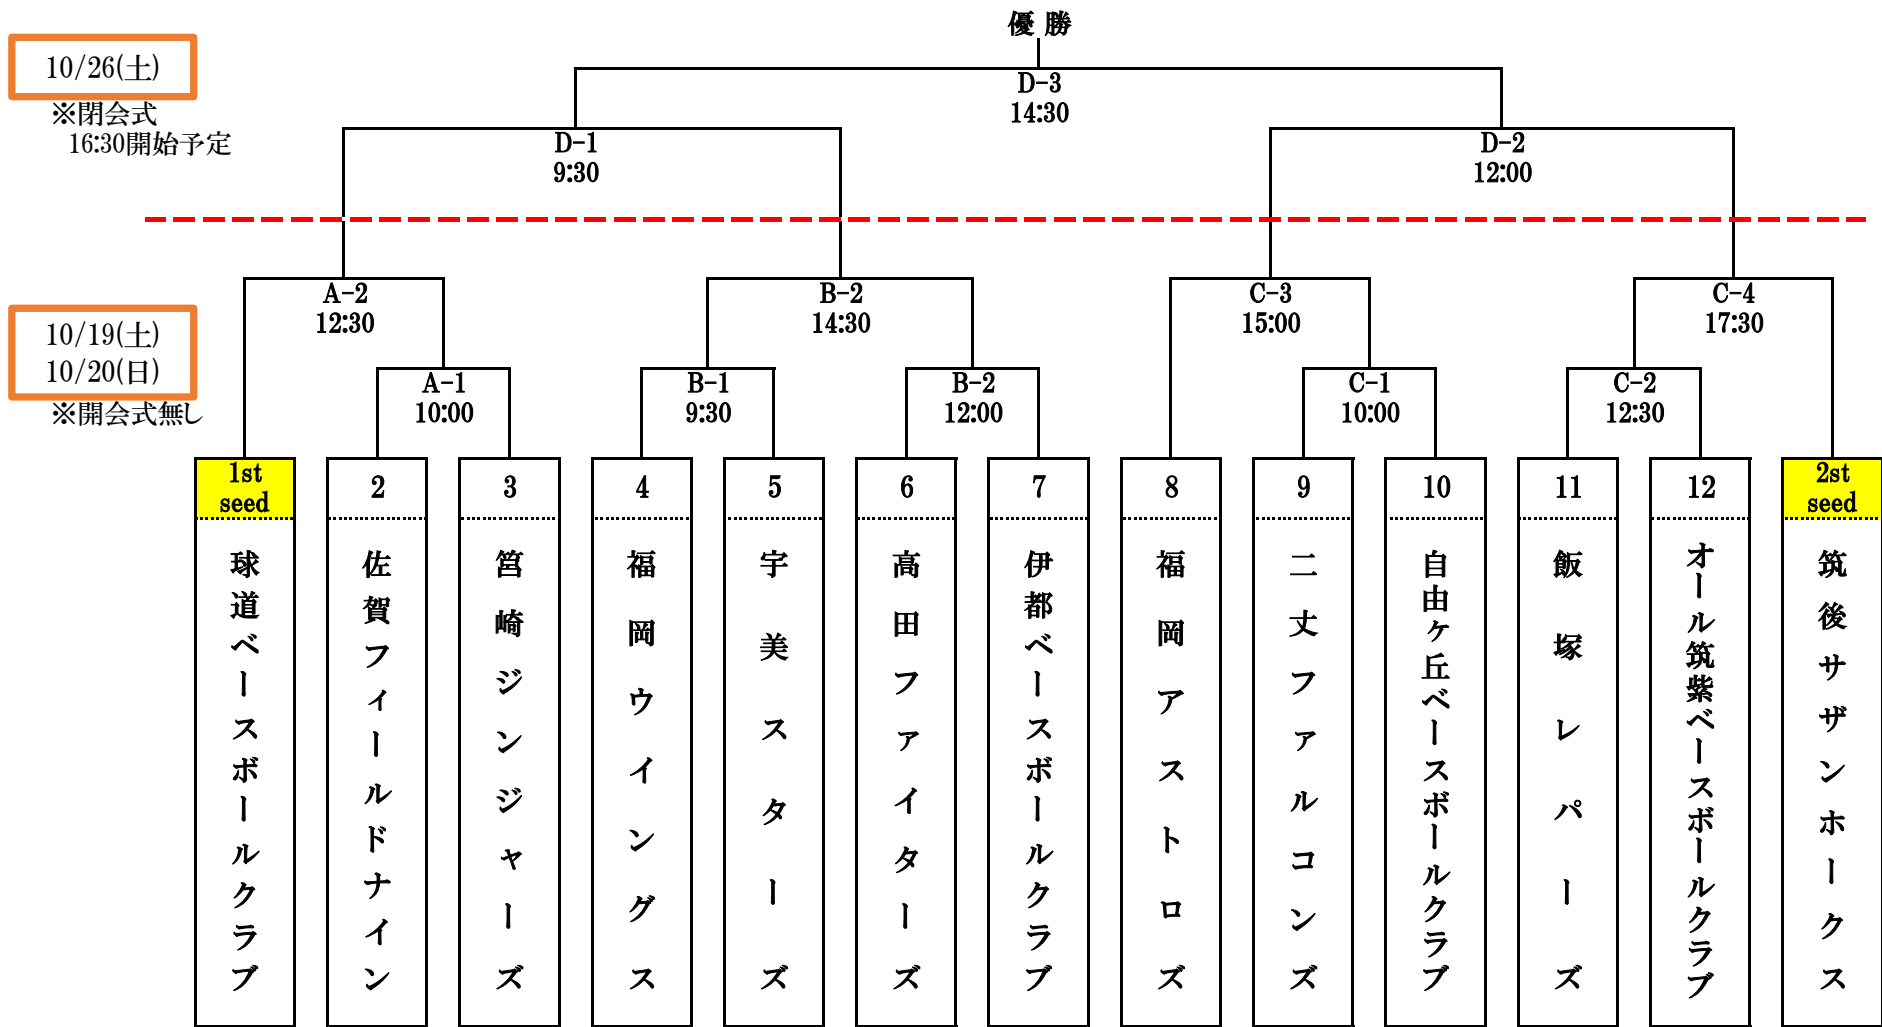 優 勝
10/26(土)
※閉会式
16:30開始予定
D-3
14:30
D-1
9:30
D-2
12:00
A-2
12:30
B-2
14:30
C-3
15:00
C-4
17:30
10/19(土)
10/20(日)
※開会式無し
A-1
10:00
B-1
9:30
B-2
12:00
C-1
10:00
C-2
12:30
1st
seed
2
3
4
5
6
7
8
9
10
11
12
2st
seed
球道ベースボールクラブ
佐賀フィールドナイン
筥崎ジンジャーズ
福岡ウイングス
宇美スターズ
高田ファイターズ
伊都ベースボールクラブ
福岡アストロズ
二丈ファルコンズ
自由ヶ丘ベースボールクラブ
飯塚レパーズ
オール筑紫ベースボールクラブ
筑後サザンホークス